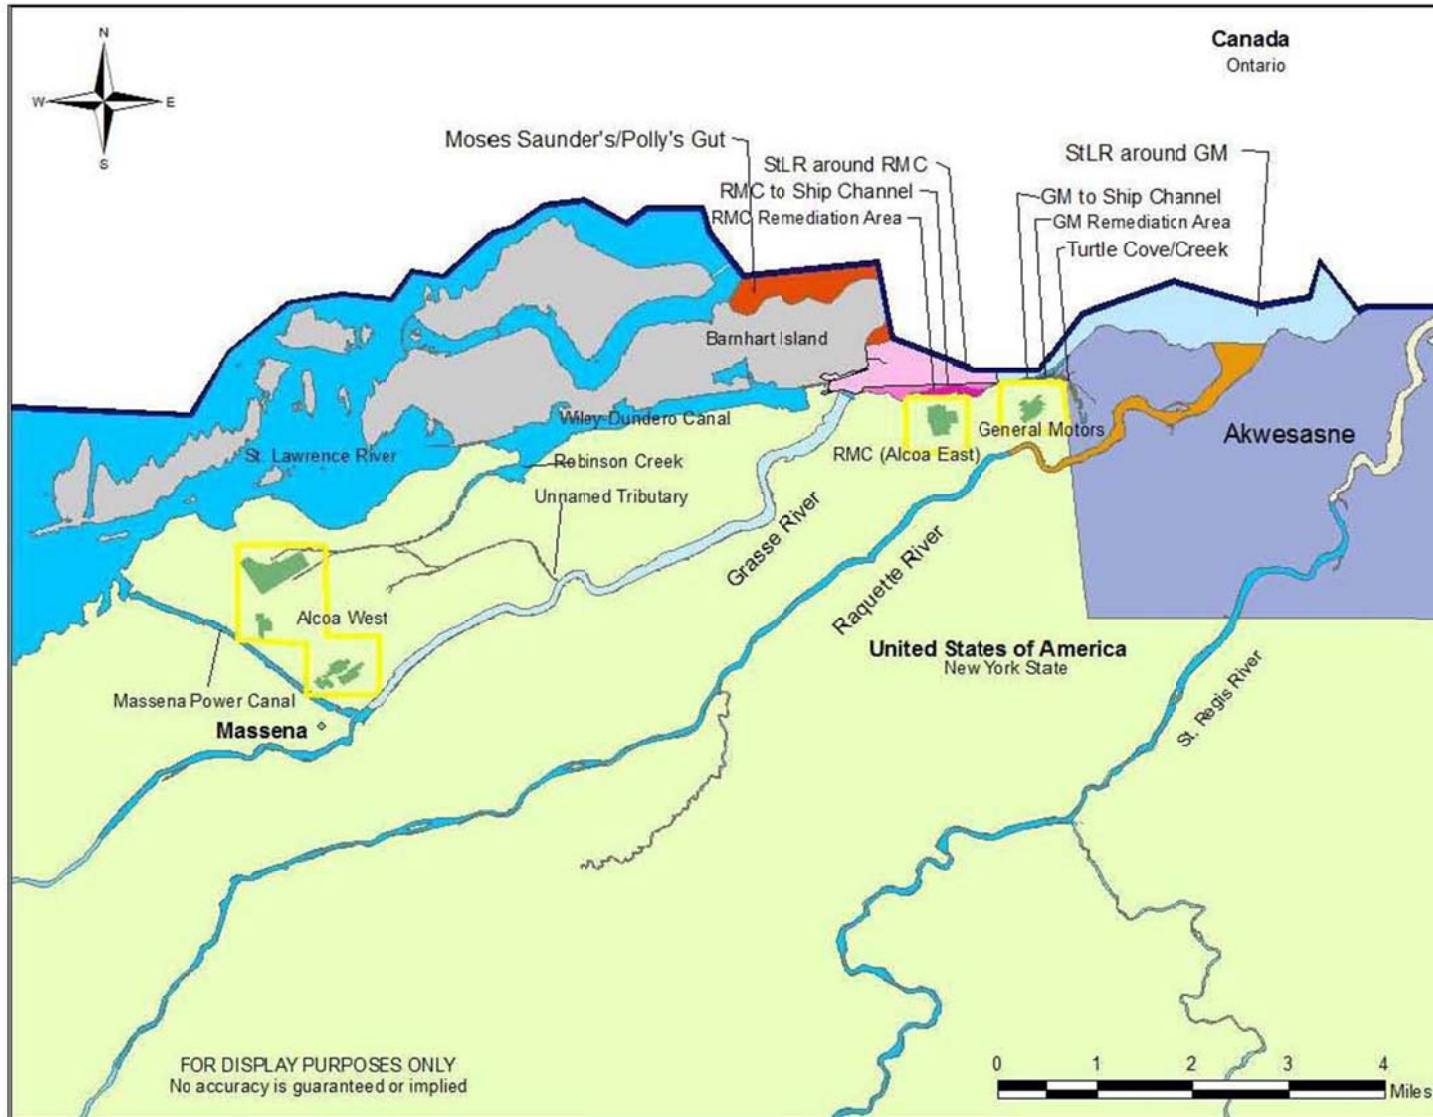 N
W E
S
Canada
Ontario
Moses Saunder's/Polly's Gut
StLR around RMC
RMC to Ship Channel
RMC Remediation Area
StLR around GM
GM to Ship Channel
GM Remediation Area
Turtle Cove/Creek
Barnhart Island
Wiley-Dundero Canal
St. Lawrence River
Robinson Creek
Unnamed Tributary
General Motors
RMC (Alcoa East)
Akwesasne
Grasse River
Raquette River
Alcoa West
United States of America
New York State
Massena Power Canal
Massena
St. Regis River
FOR DISPLAY PURPOSES ONLY
No accuracy is guaranteed or implied
0 1 2 3 4
Miles